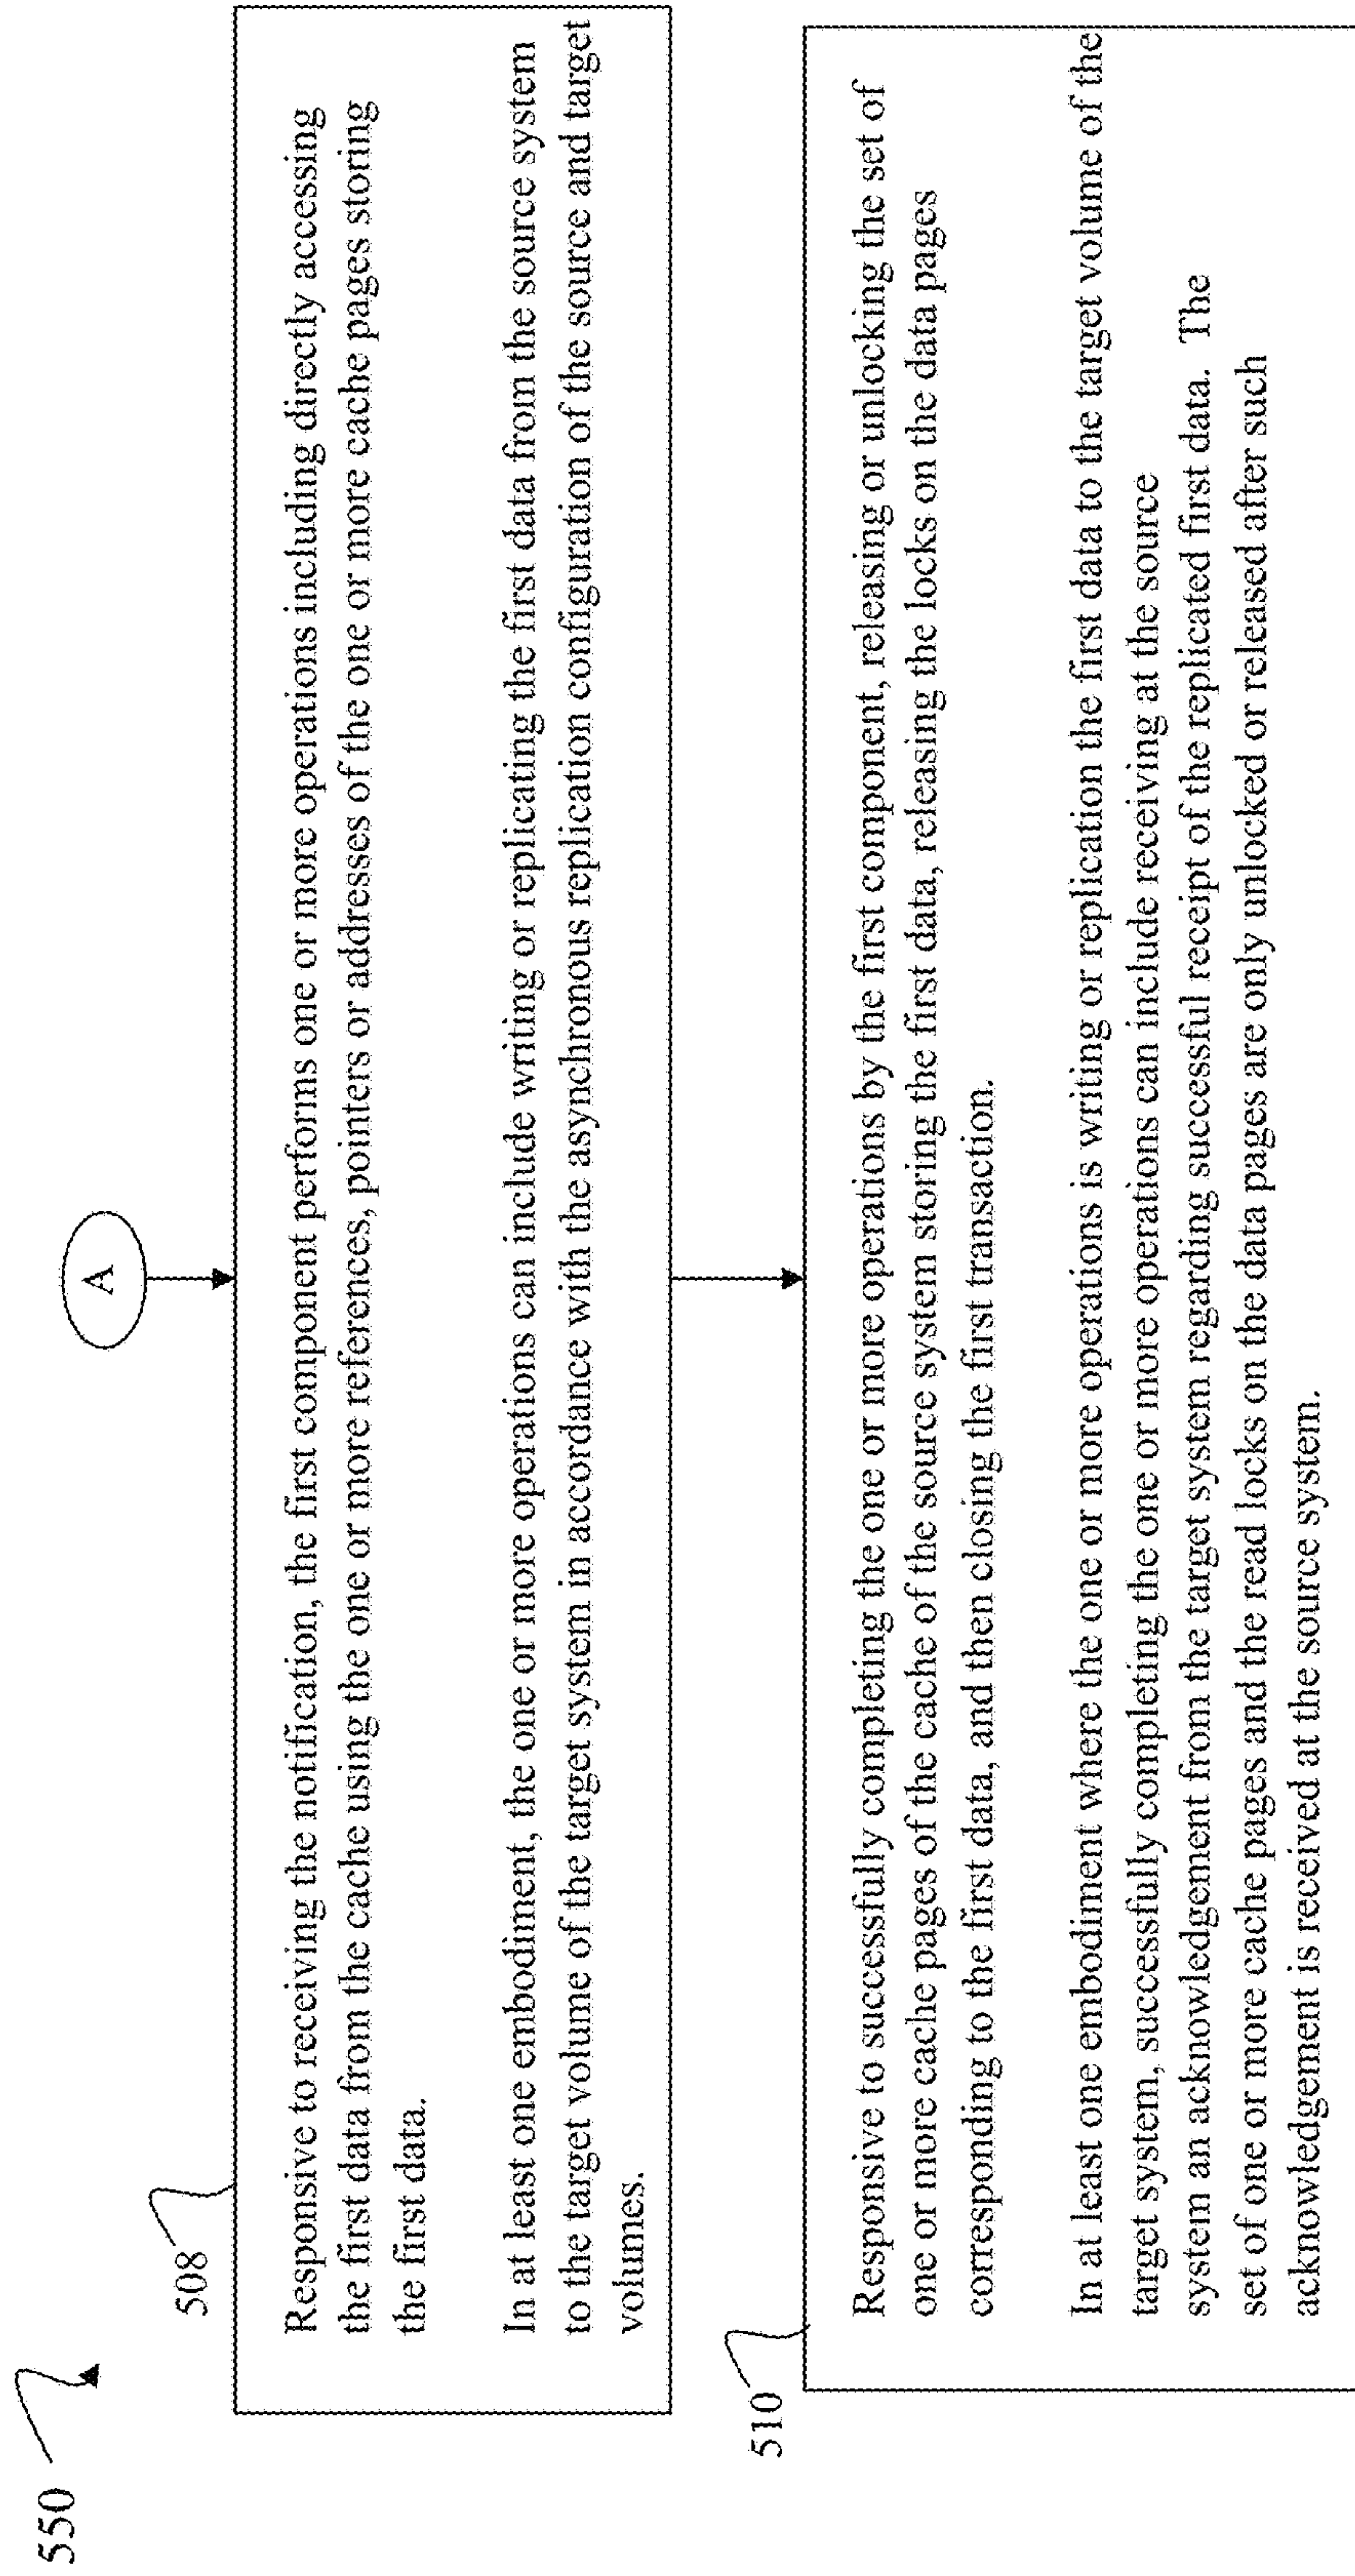 550
A
508
Responsive to receiving the notification, the first component performs one or more operations including directly accessing
the first data from the cache using the one or more references, pointers or addresses of the one or more cache pages storing
the first data.
In at least one embodiment, the one or more operations can include writing or replicating the first data from the source system
to the target volume of the target system in accordance with the asynchronous replication configuration of the source and target
volumes.
510
Responsive to successfully completing the one or more operations by the first component, releasing or unlocking the set of
one or more cache pages of the cache of the source system storing the first data, releasing the locks on the data pages
corresponding to the first data, and then closing the first transaction.
In at least one embodiment where the one or more operations is writing or replication the first data to the target volume of the
target system, successfully completing the one or more operations can include receiving at the source
system an acknowledgement from the target system regarding successful receipt of the replicated first data. The
set of one or more cache pages and the read locks on the data pages are only unlocked or released after such
acknowledgement is received at the source system.